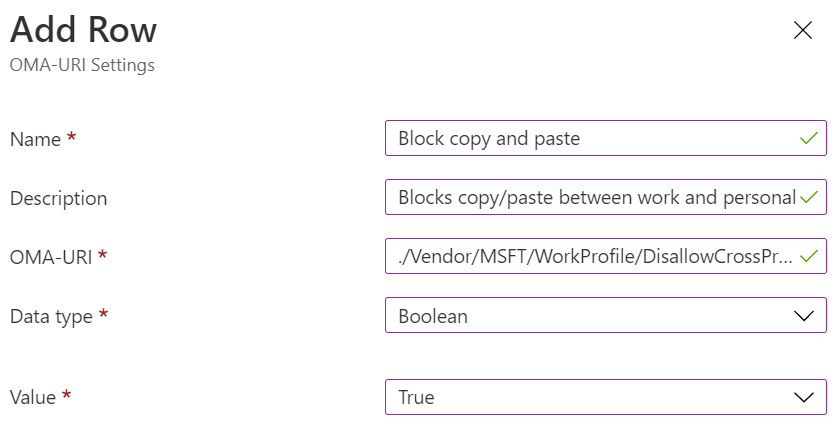 Add Row
OMA-URI Settings
Name *
Block copy and paste
Description
Blocks copy/paste between work and personal
OMA-URI *
./Vendor/MSFT/WorkProfile/DisallowCrossPr...
Data type *
Boolean
Value *
True